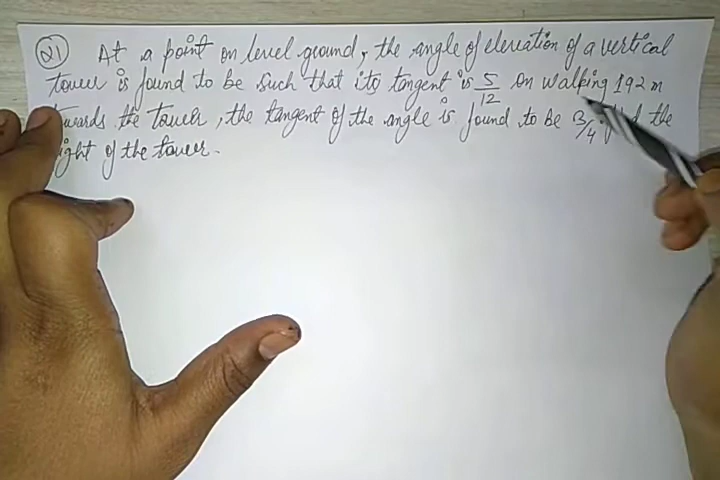 Q1 At a point on level ground, the angle of elevation of a vertical
tower is found to be such that its tangent is 5/12 on walking 192 m
towards the tower, the tangent of the angle is found to be 3/4. the
of the tower.